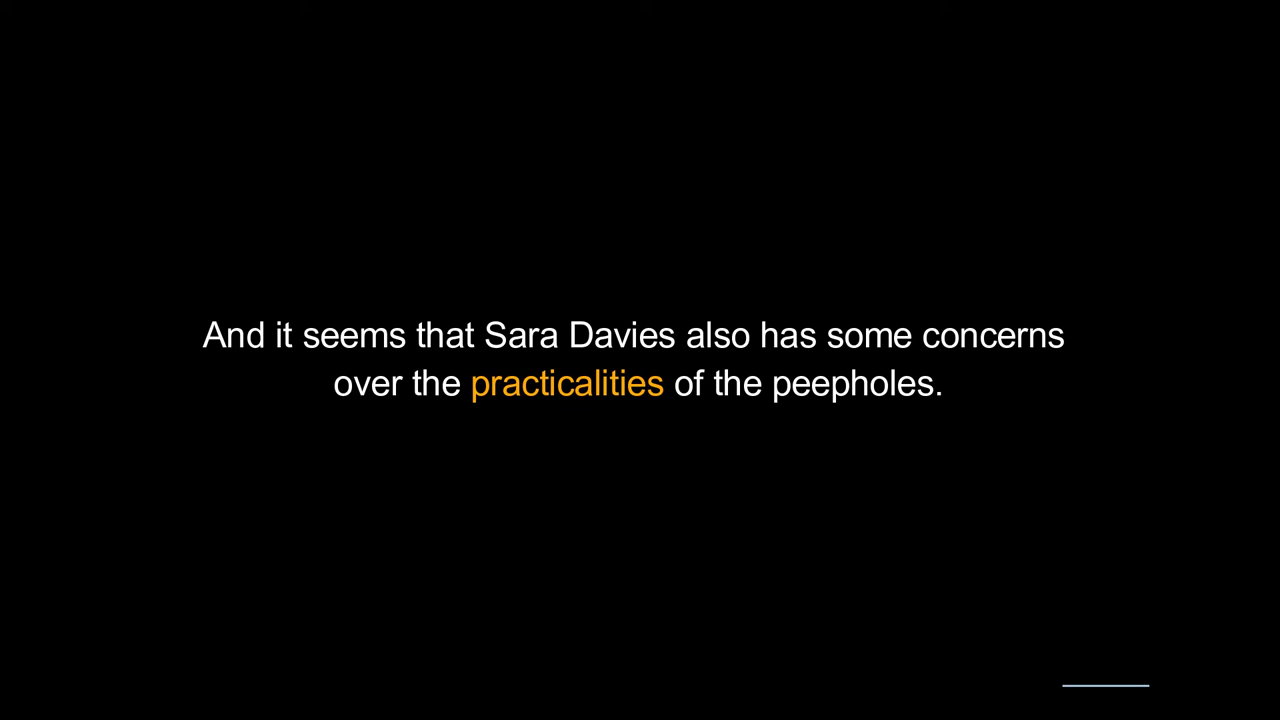 And it seems that Sara Davies also has some concerns
over the practicalities of the peepholes.